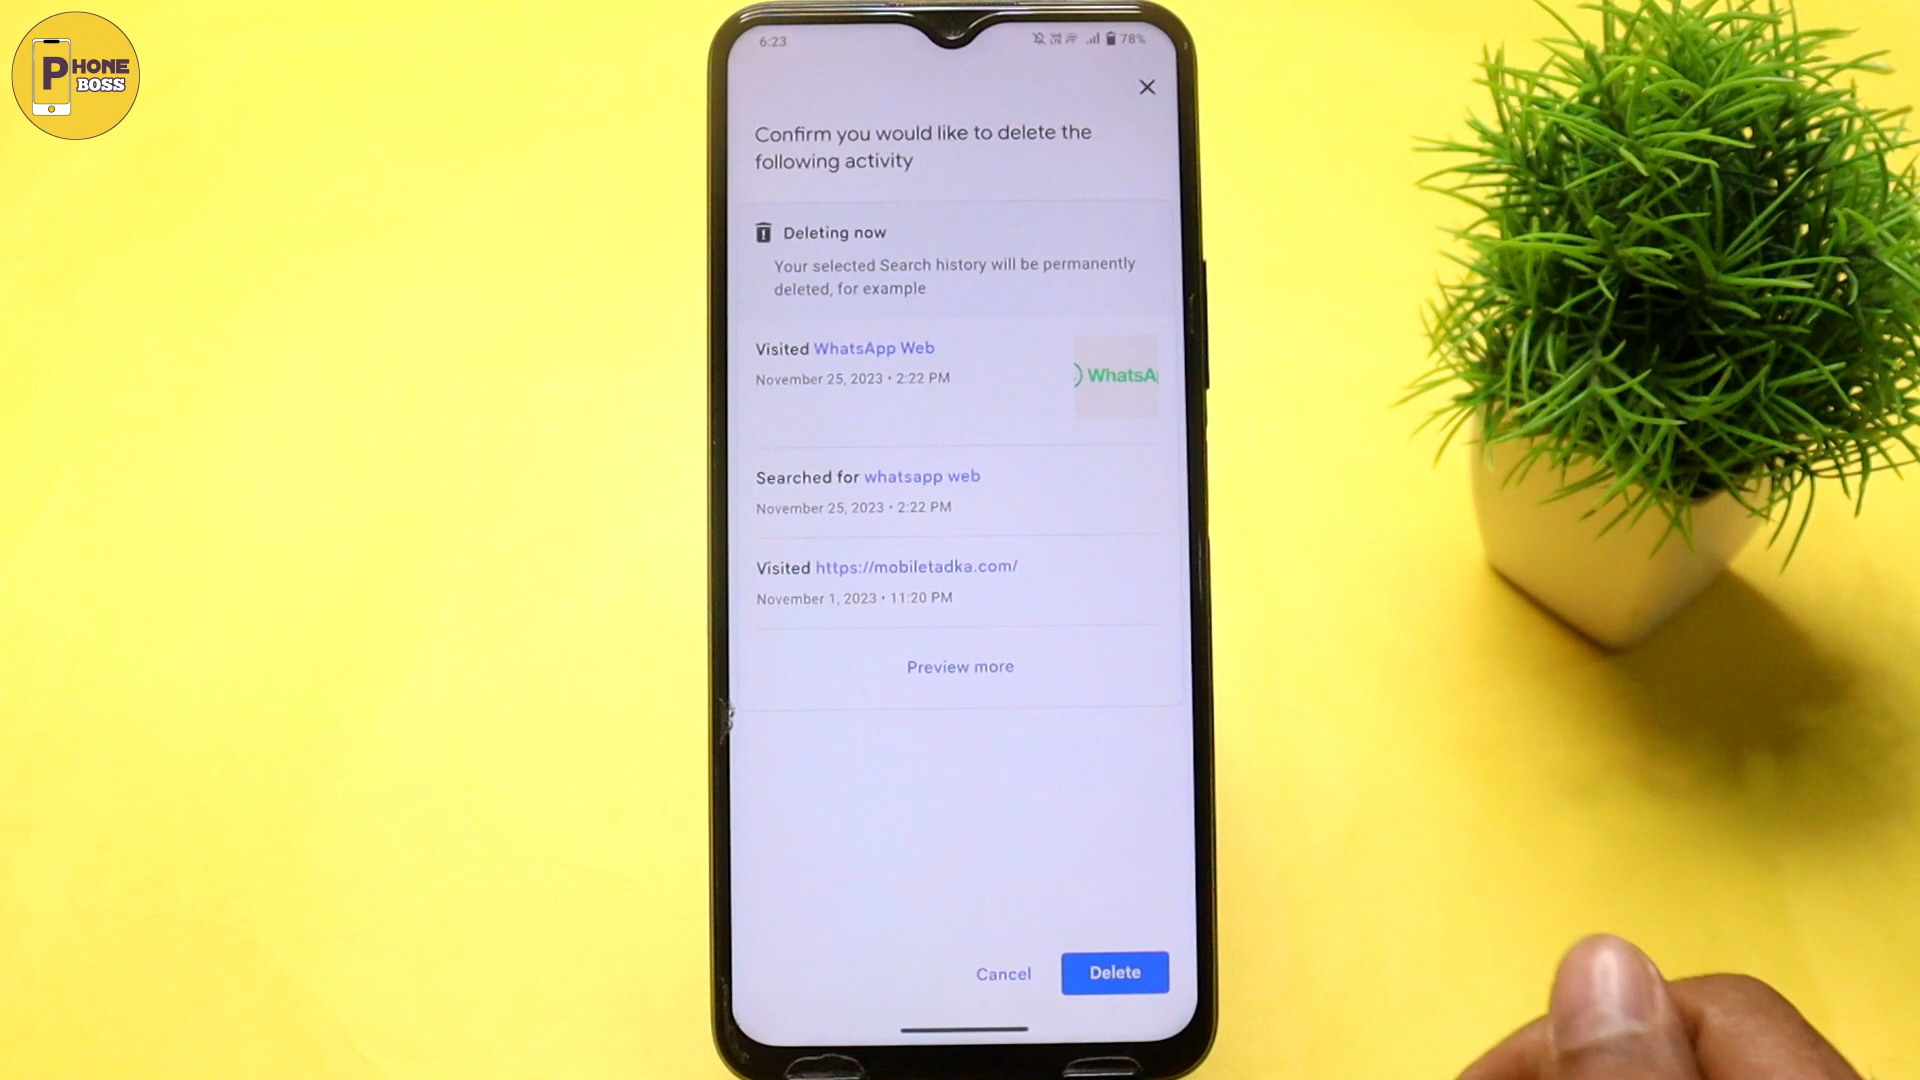 PHONE
BOSS
6:23
78%
Confirm you would like to delete the
following activity
Deleting now
Your selected Search history will be permanently
deleted, for example
Visited WhatsApp Web
November 25, 2023 • 2:22 PM
WhatsA
Searched for whatsapp web
November 25, 2023 • 2:22 PM
Visited https://mobiletadka.com/
November 1, 2023 • 11:20 PM
Preview more
Cancel
Delete